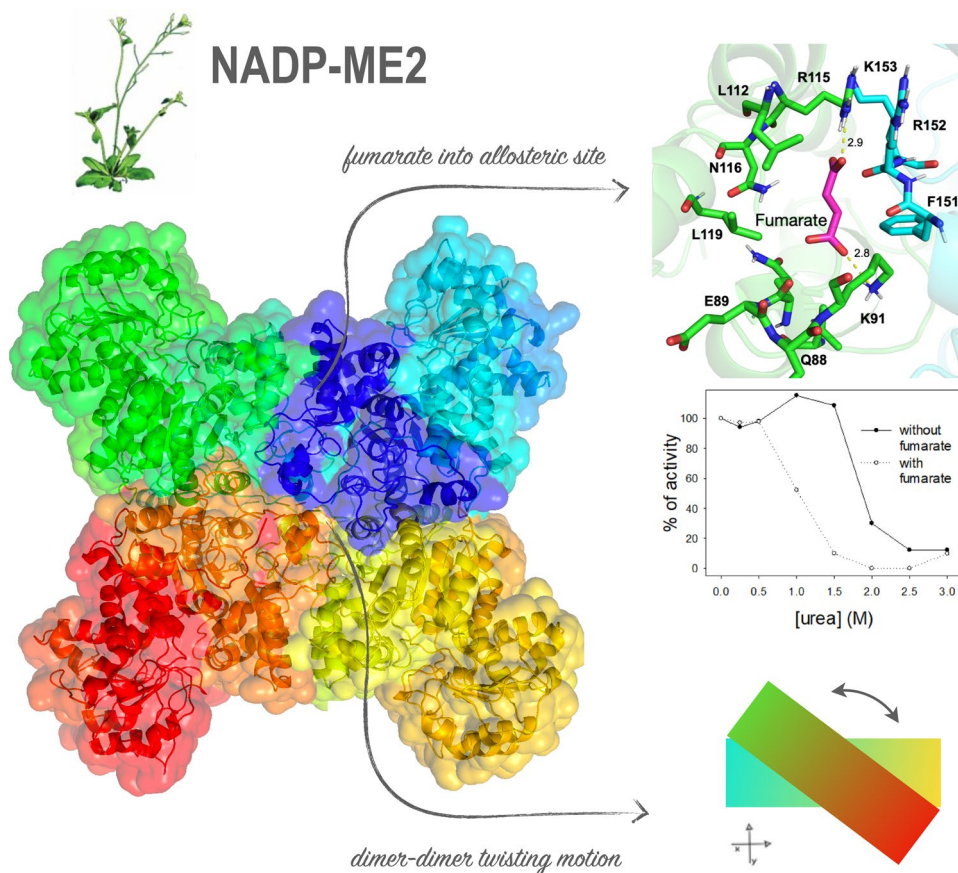 NADP-ME2
fumarate into allosteric site
K153
R115
L112
R152
2.9
N116
F151
Fumarate
L119
2.8
E89
K91
Q88
100
80
60
40
20
0
% of activity
without
fumarate
with
fumarate
0.0 0.5 1.0 1.5 2.0 2.5 3.0
[urea] (M)
x
y
dimer-dimer twisting motion